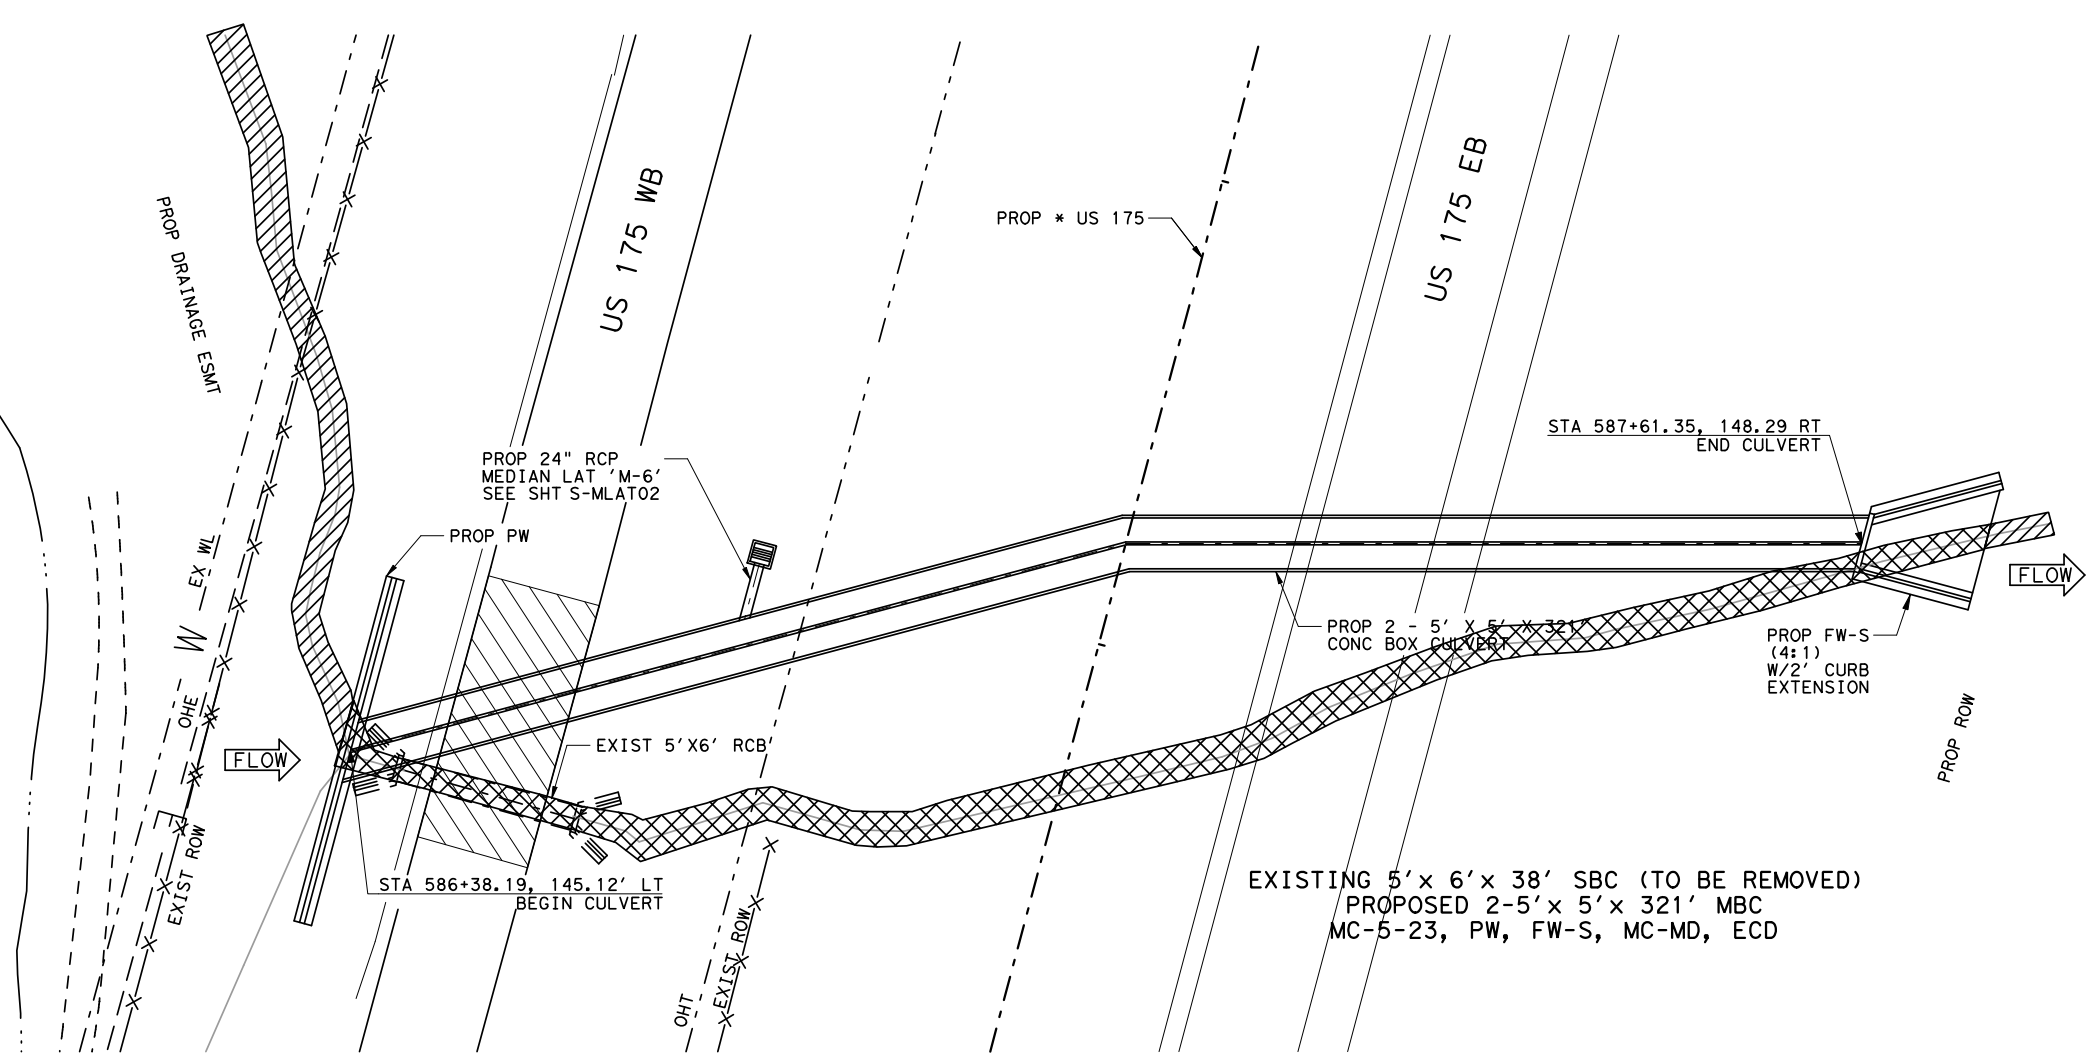 US 175 WB
US 175 EB
PROP * US 175
PROP DRAINAGE ESMT
STA 587+61.35, 148.29 RT
END CULVERT
PROP 24" RCP
MEDIAN LAT 'M-6'
SEE SHT S-MLAT02
PROP PW
EX WL
W
OHE
FLOW
FLOW
PROP 2 - 5' X 5' X 321'
CONC BOX CULVERT
PROP FW-S
(4:1)
W/2' CURB
EXTENSION
PROP ROW
EXIST 5'X6' RCB
EXIST ROW
STA 586+38.19, 145.12' LT
BEGIN CULVERT
EXIST ROW
OHT
EXISTING 5'x 6'x 38' SBC (TO BE REMOVED)
PROPOSED 2-5'x 5'x 321' MBC
MC-5-23, PW, FW-S, MC-MD, ECD